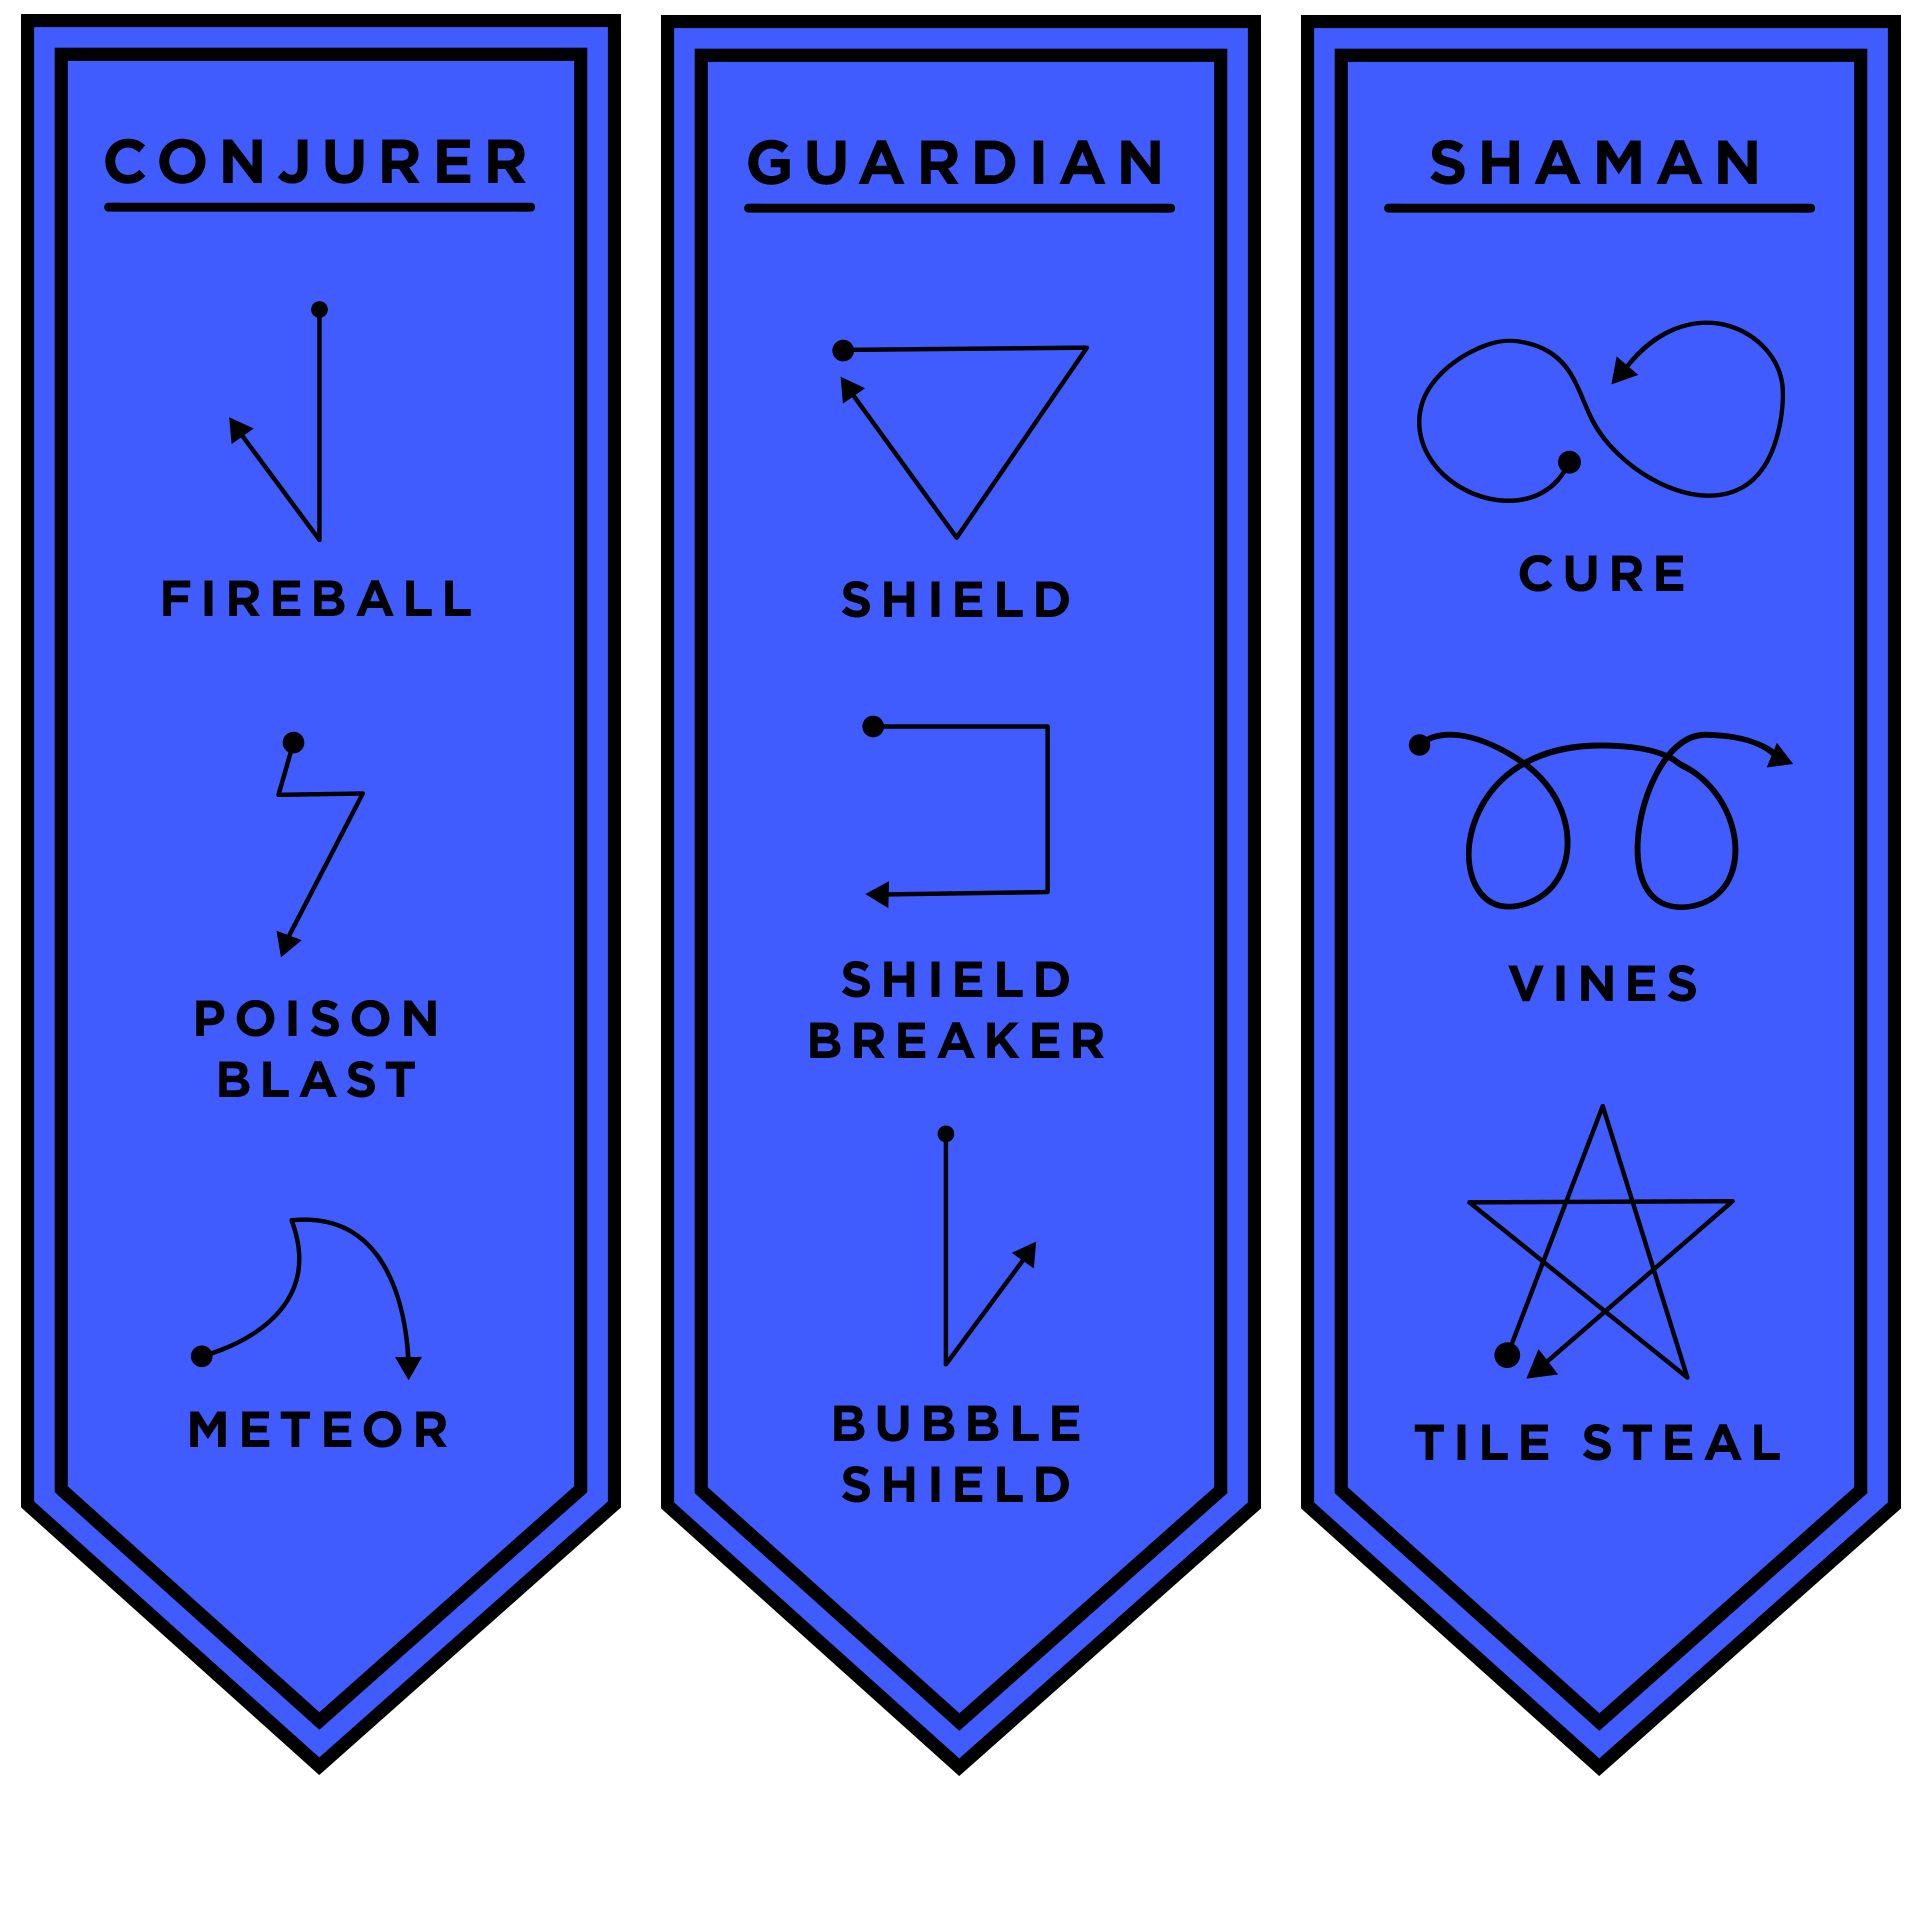 CONJURER
FIREBALL
POISON
BLAST
METEOR
GUARDIAN
SHIELD
SHIELD
BREAKER
BUBBLE
SHIELD
SHAMAN
CURE
VINES
TILE STEAL